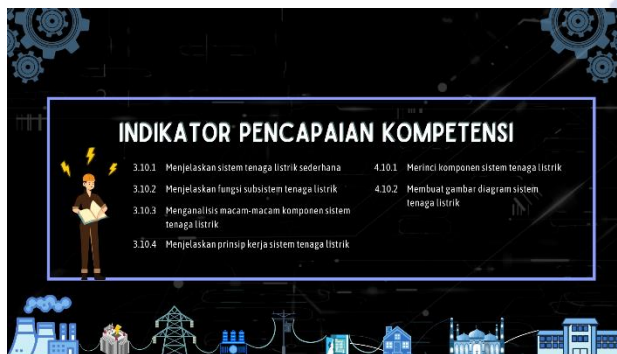 INDIKATOR PENCAPAIAN KOMPETENSI
3.10.1 Menjelaskan sistem tenaga listrik sederhana
3.10.2 Menjelaskan fungsi subsistem tenaga listrik
3.10.3 Menganalisis macam-macam komponen sistem
tenaga listrik
3.10.4 Menjelaskan prinsip kerja sistem tenaga listrik
4.10.1 Merinci komponen sistem tenaga listrik
4.10.2 Membuat gambar diagram sistem
tenaga listrik